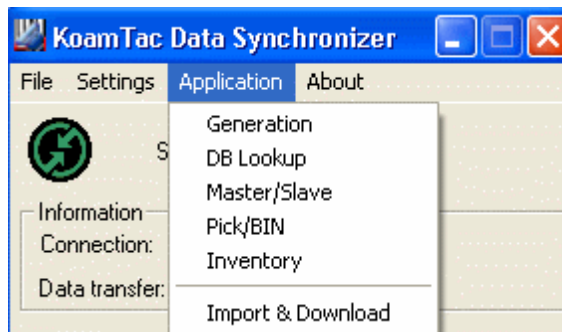 KoamTac Data Synchronizer
File Settings Application About
Generation
S
DB Lookup
Master/Slave
Information
Pick/BIN
Connection:
Inventory
Data transfer:
Import & Download